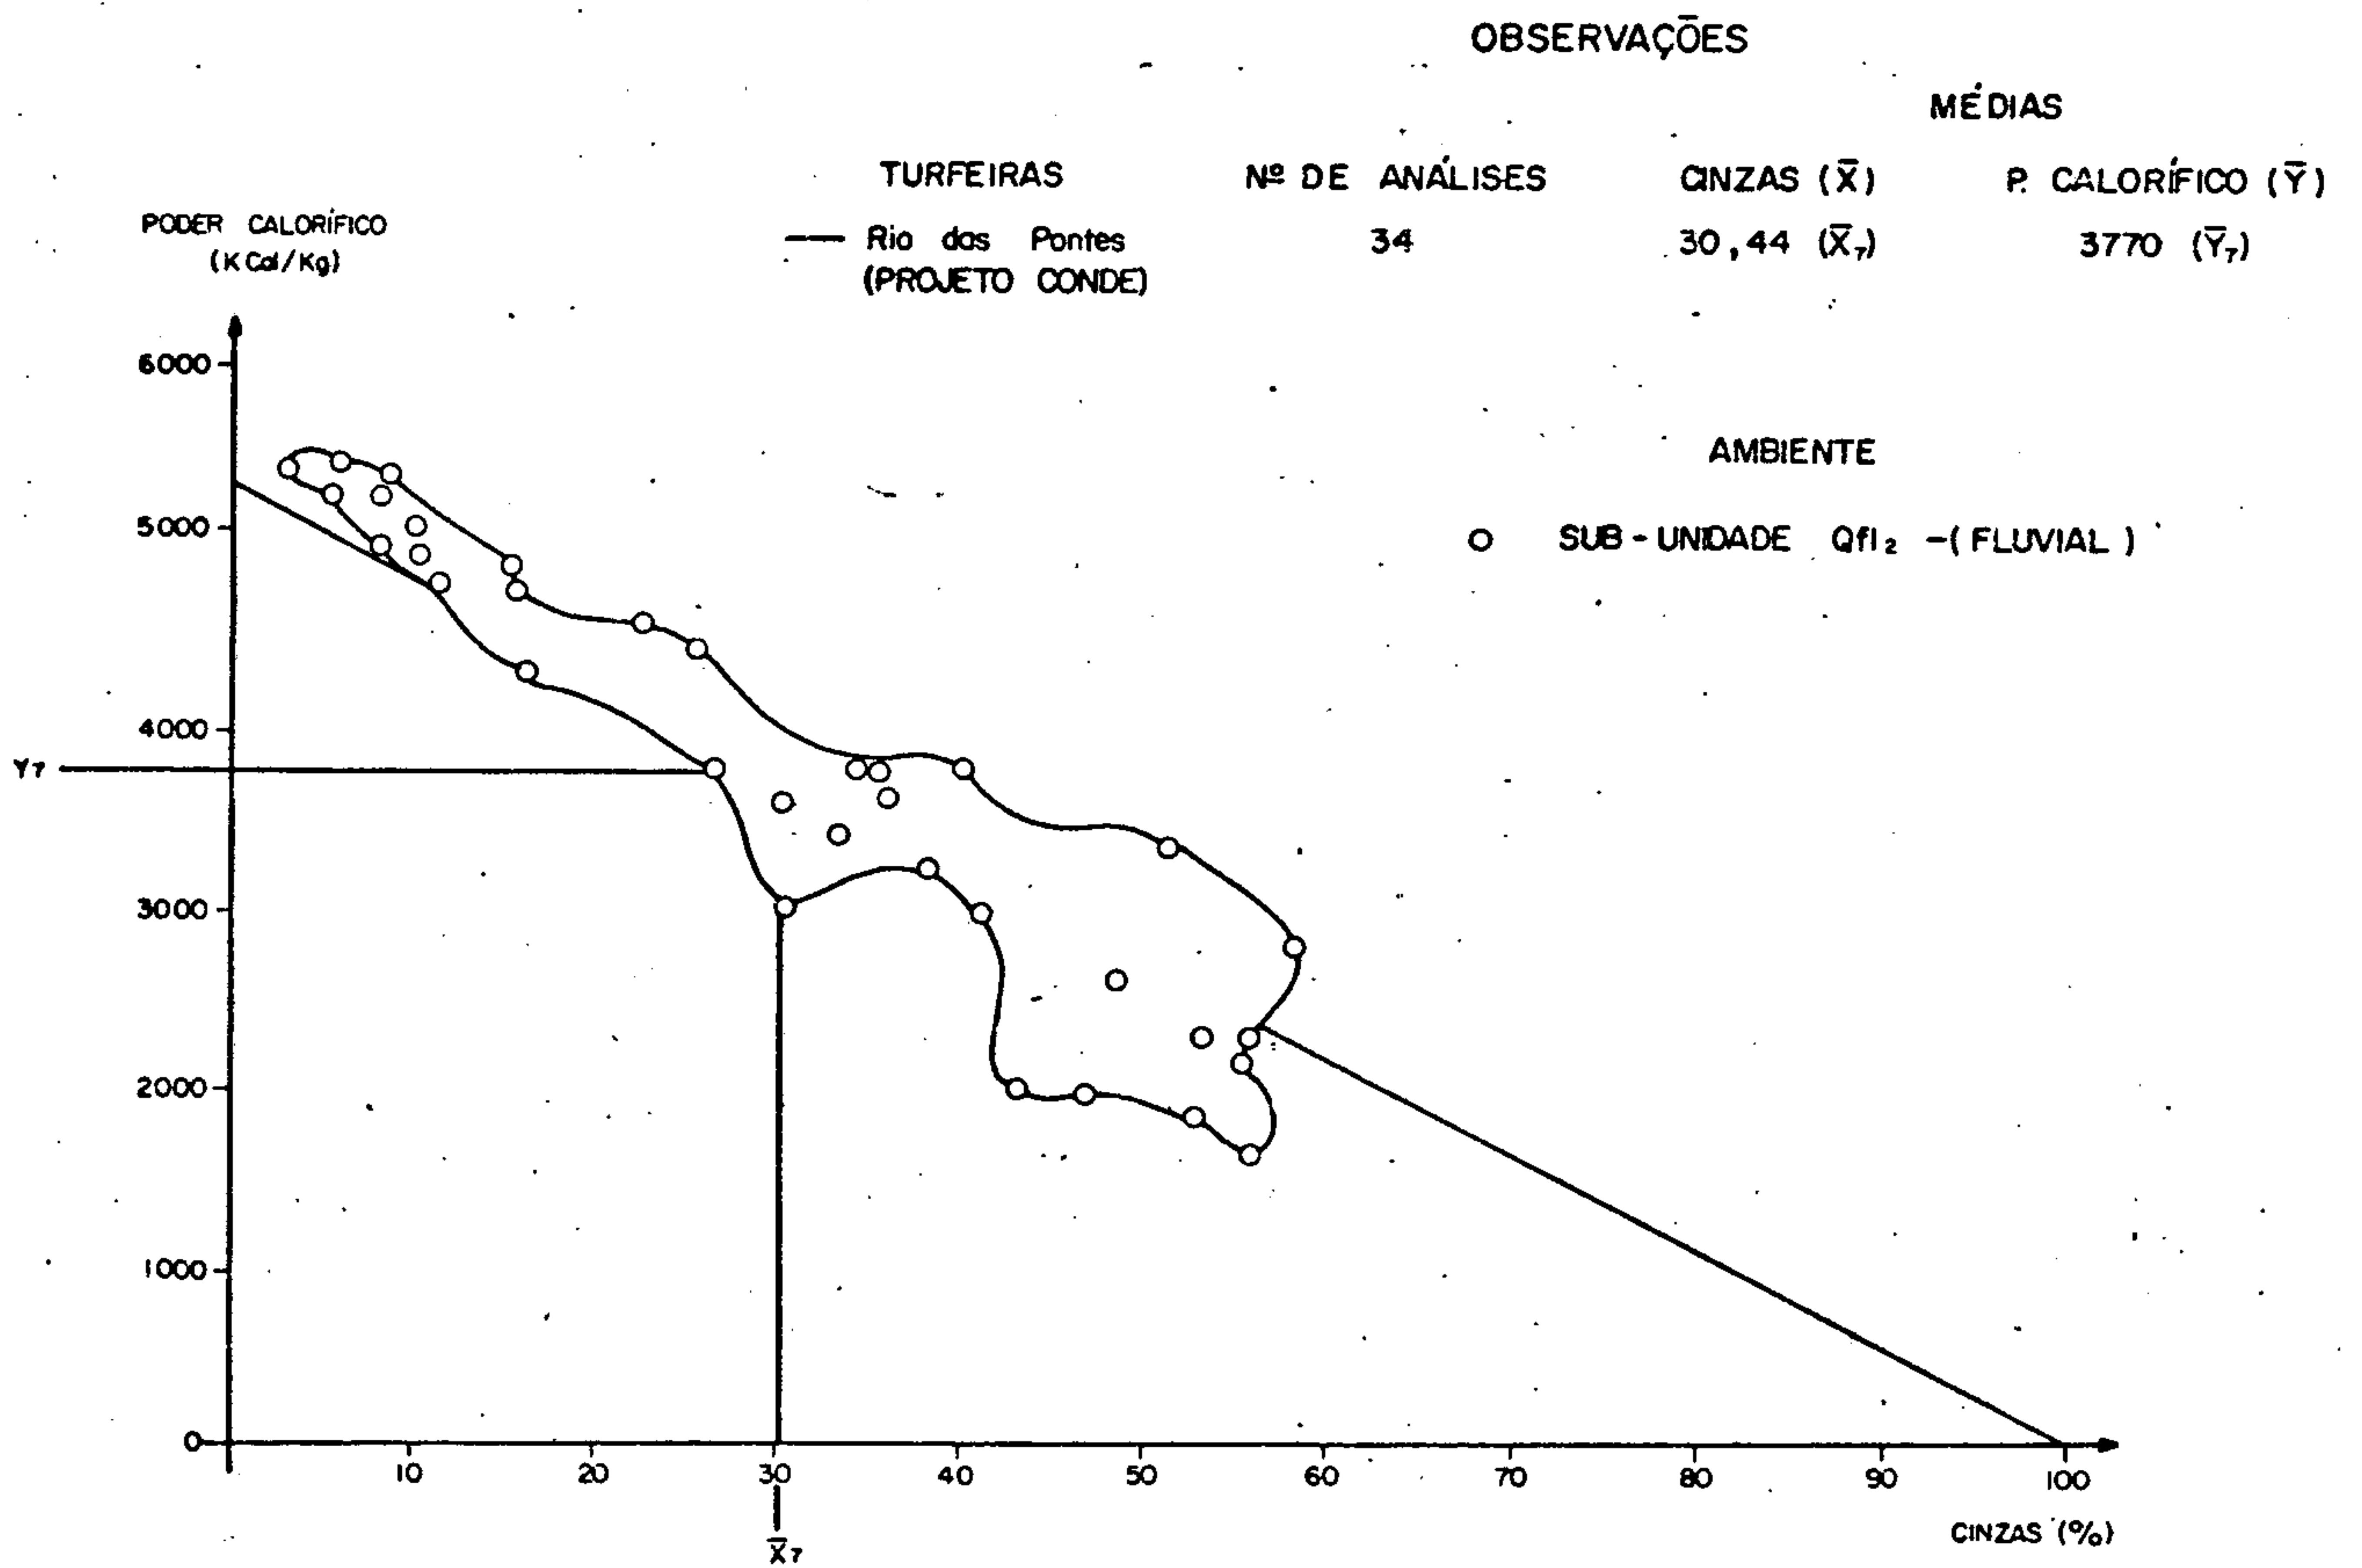 OBSERVAÇÕES
MÉDIAS
TURFEIRAS Nº DE ANÁLISES CINZAS (X̄) P. CALORÍFICO (Ȳ)
Rio das Pontes 34 30,44 (X̄7) 3770 (Ȳ7)
(PROJETO CONDE)
PODER CALORÍFICO
(KCal/Kg)
AMBIENTE
SUB-UNIDADE Qfl2 -(FLUVIAL)
6000
5000
4000
Y7
3000
2000
1000
0
10 20 30 40 50 60 70 80 90 100
CINZAS (%)
X̄7